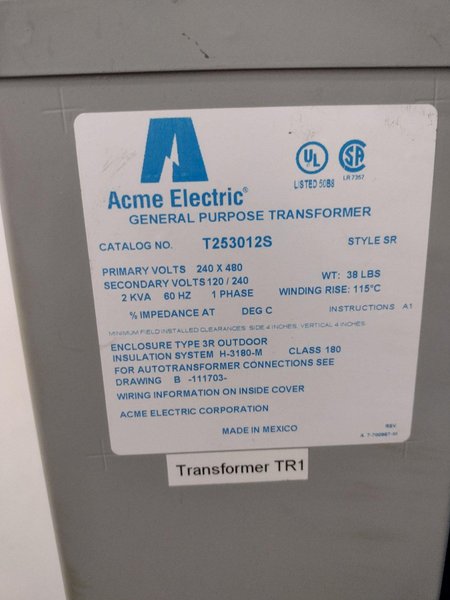 UL
SA
LISTED 50B8
LR 7357
Acme Electric®
GENERAL PURPOSE TRANSFORMER
CATALOG NO. T253012S STYLE SR
PRIMARY VOLTS 240 X 480
SECONDARY VOLTS 120 / 240 WT: 38 LBS
2 KVA 60 HZ 1 PHASE WINDING RISE: 115°C
% IMPEDANCE AT DEG C INSTRUCTIONS A1
MINIMUM FIELD INSTALLED CLEARANCES: SIDE 4 INCHES, VERTICAL 4 INCHES.
ENCLOSURE TYPE 3R OUTDOOR
INSULATION SYSTEM H-3180-M CLASS 180
FOR AUTOTRANSFORMER CONNECTIONS SEE
DRAWING B -111703-
WIRING INFORMATION ON INSIDE COVER
ACME ELECTRIC CORPORATION
MADE IN MEXICO
REV.
Transformer TR1